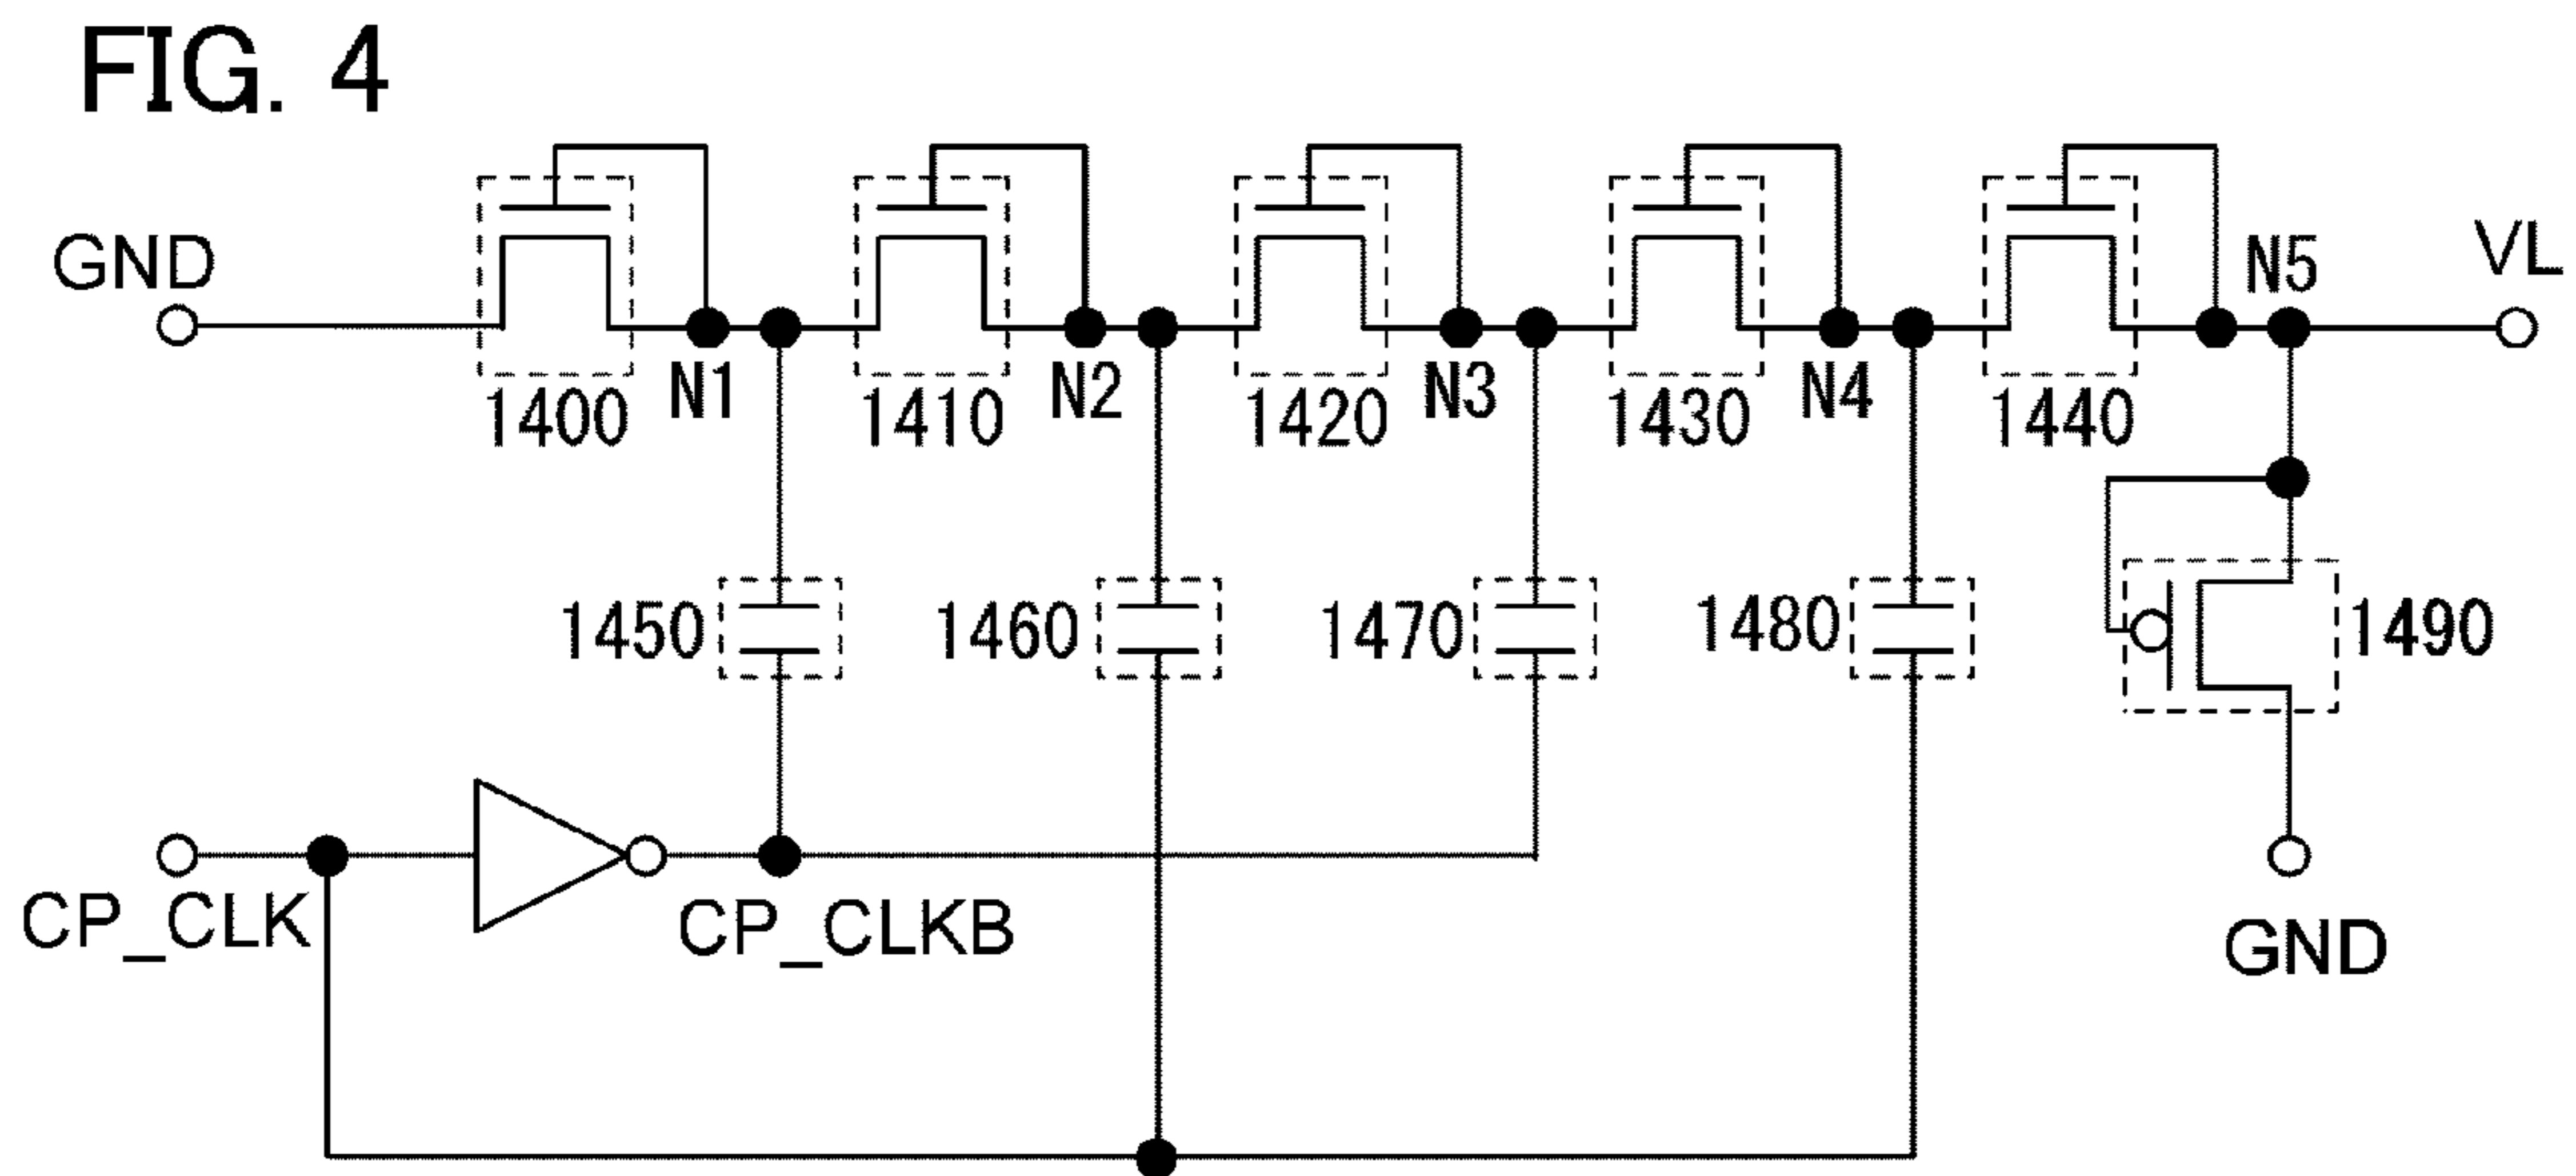 FIG. 4
GND
N5
VL
1400
N1
1410
N2
1420
N3
1430
N4
1440
1450
1460
1470
1480
1490
CP_CLK
CP_CLKB
GND